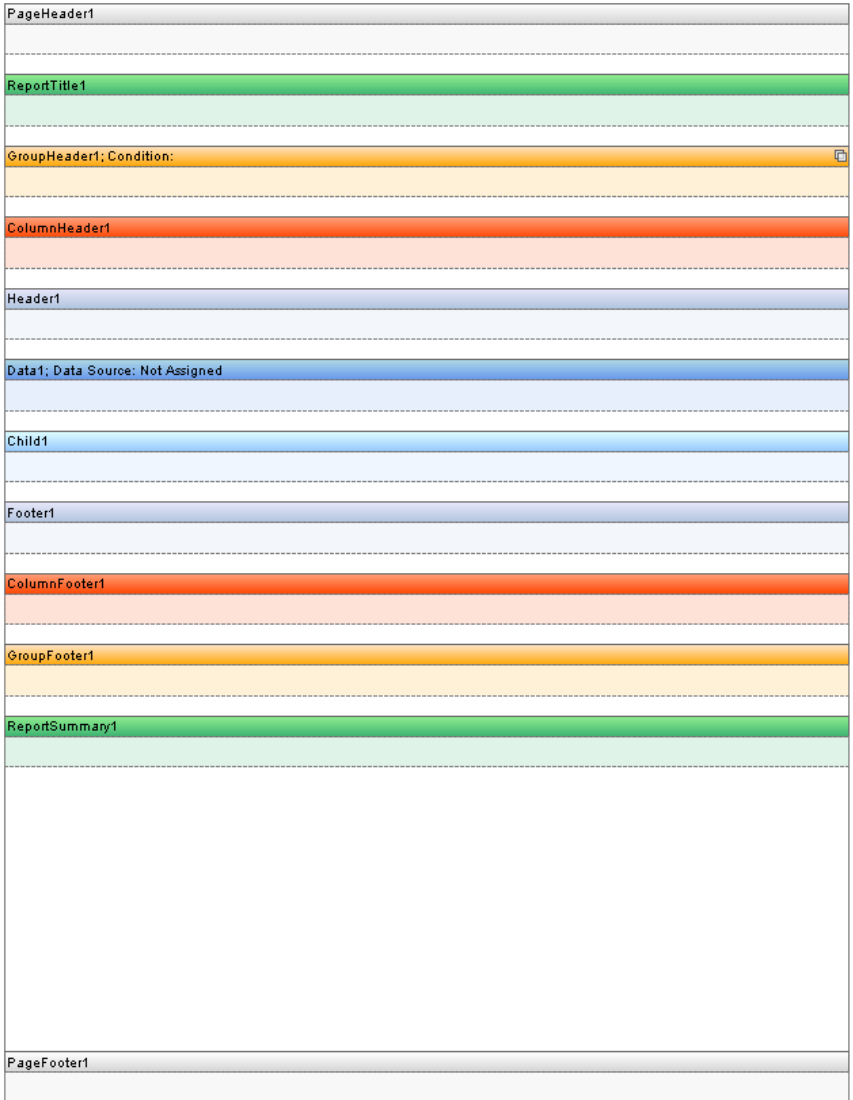 PageHeader1
ReportTitle1
GroupHeader1; Condition:
ColumnHeader1
Header1
Data1; Data Source: Not Assigned
Child1
Footer1
ColumnFooter1
GroupFooter1
ReportSummary1
PageFooter1